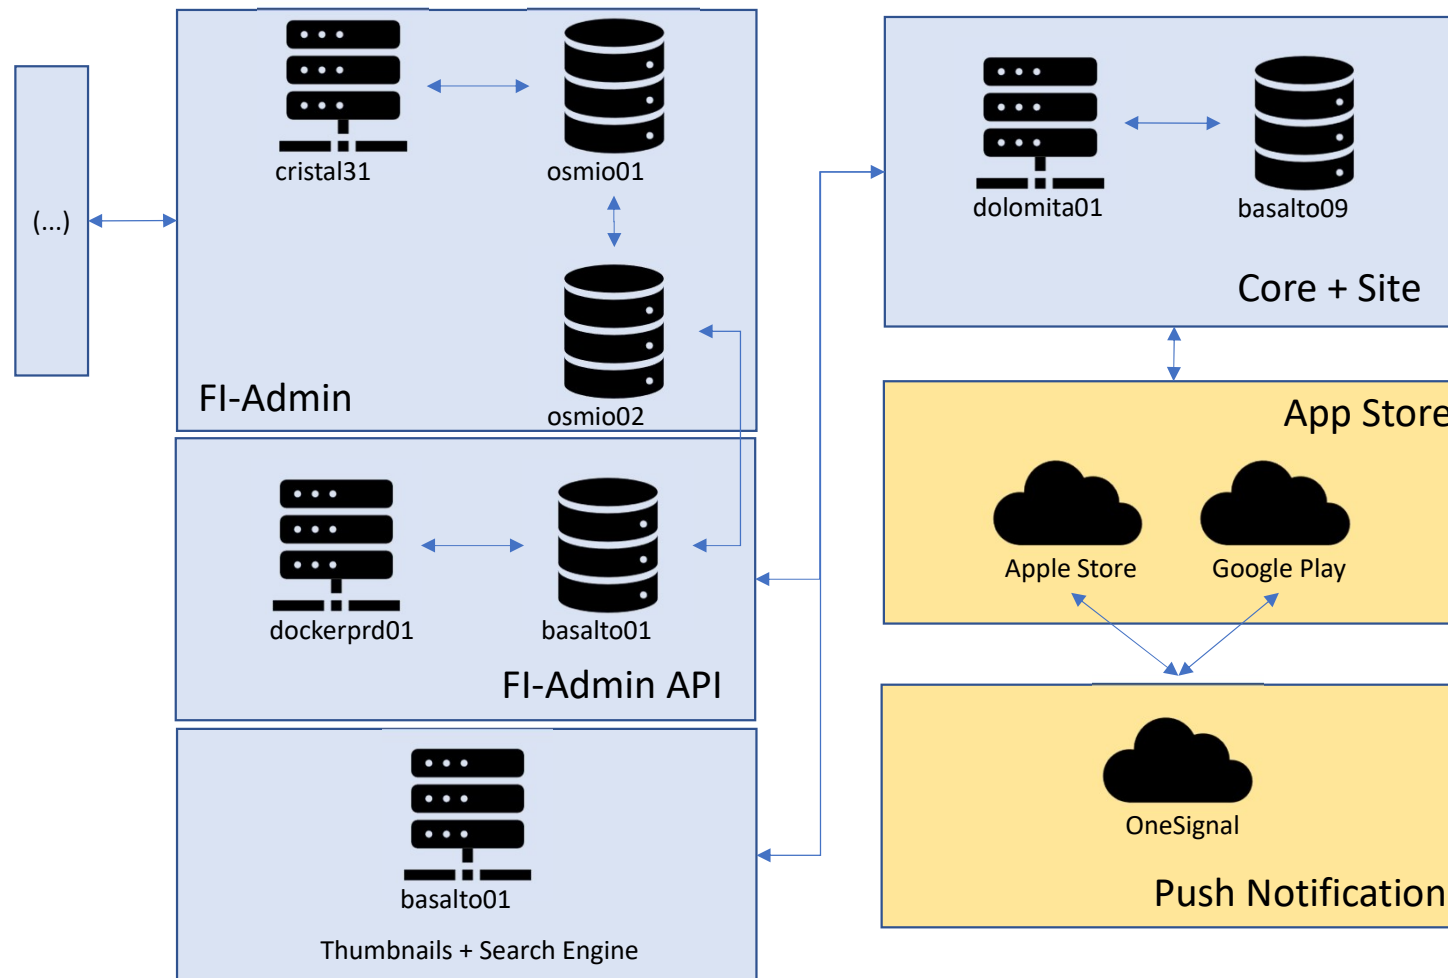 (...)
cristal31
osmio01
osmio02
FI-Admin
dockerprd01
basalto01
FI-Admin API
basalto01
Thumbnails + Search Engine
dolomita01
basalto09
Core + Site
App Store
Apple Store
Google Play
OneSignal
Push Notification